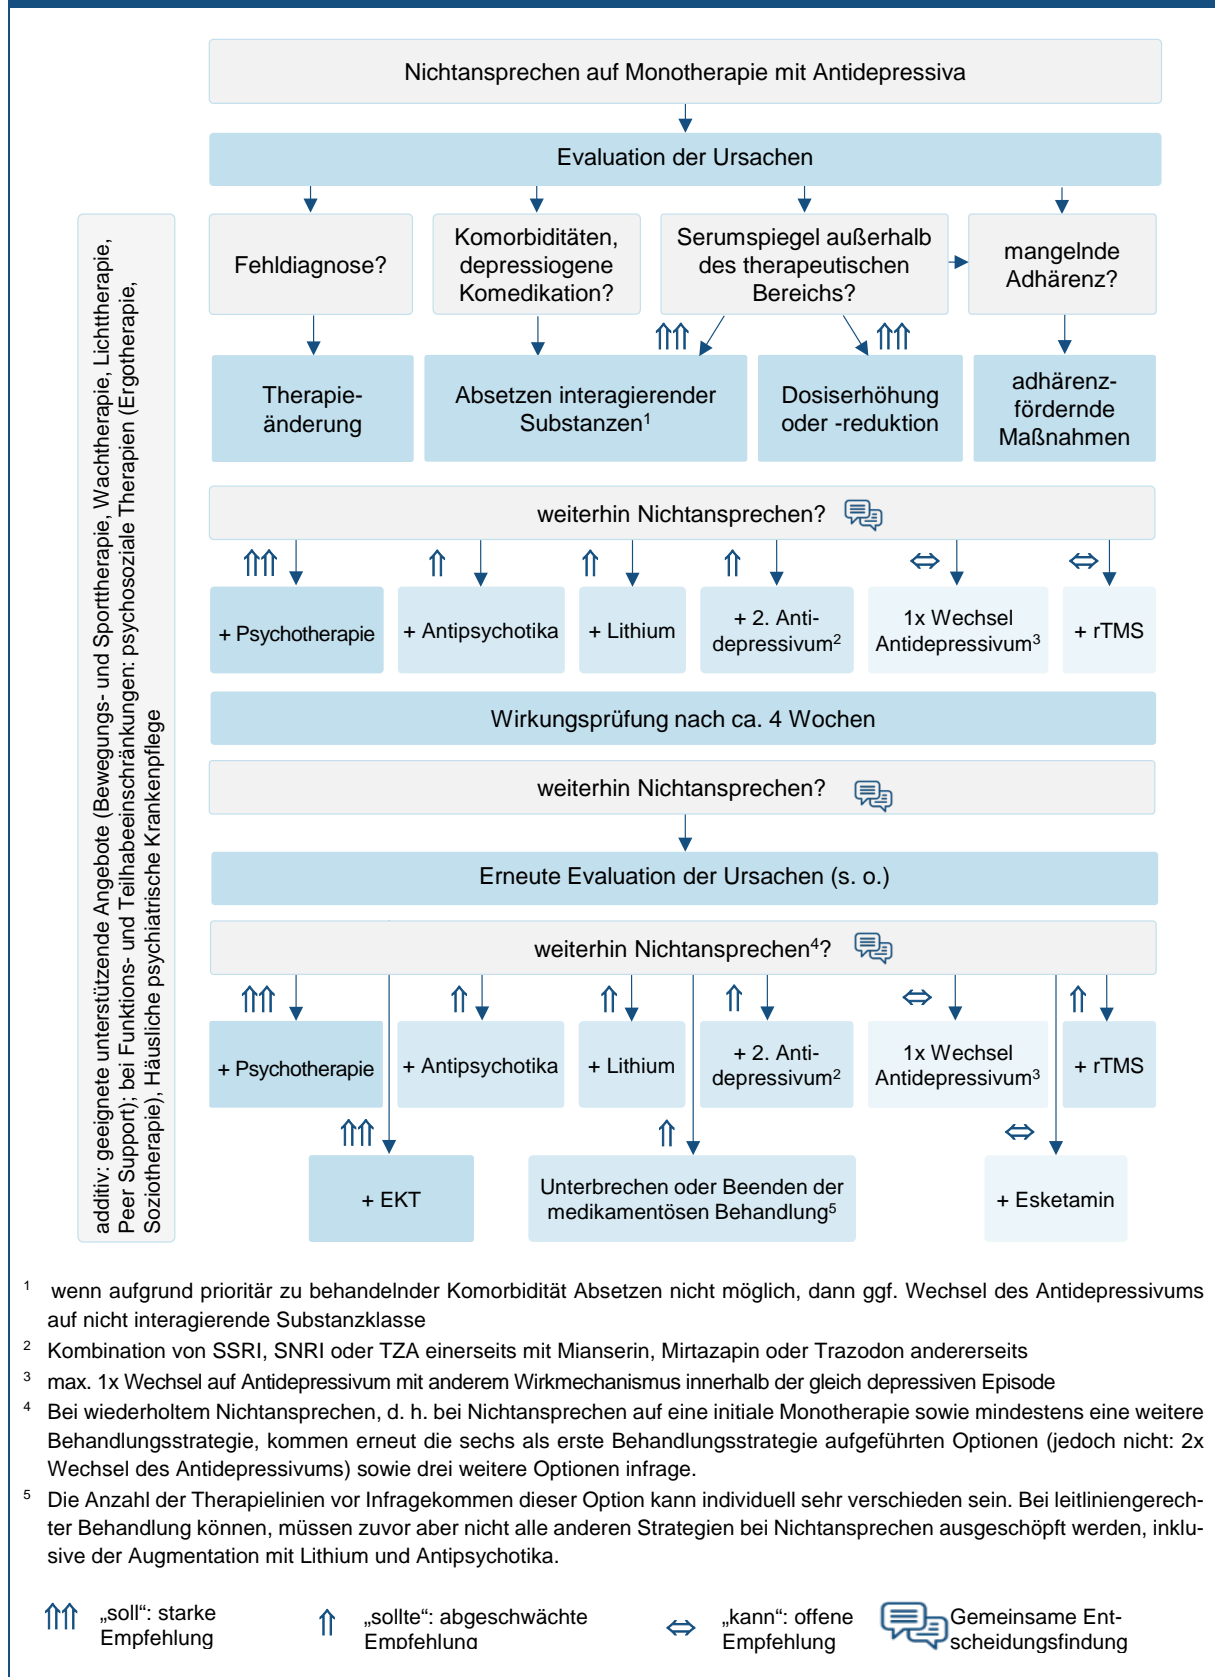 Nichtansprechen auf Monotherapie mit Antidepressiva
Evaluation der Ursachen
additiv: geeignete unterstützende Angebote (Bewegungs- und Sporttherapie, Wachtherapie, Lichttherapie,
Peer Support); bei Funktions- und Teilhabeeinschränkungen: psychosoziale Therapien (Ergotherapie,
Soziotherapie), Häusliche psychiatrische Krankenpflege
Fehldiagnose?
Komorbiditäten,
depressiogene
Komedikation?
Serumspiegel außerhalb
des therapeutischen
Bereichs?
mangelnde
Adhärenz?
⇑⇑
⇑⇑
Therapie-
änderung
Absetzen interagierender
Substanzen¹
Dosiserhöhung
oder -reduktion
adhärenz-
fördernde
Maßnahmen
weiterhin Nichtansprechen?
⇑⇑ ⇑ ⇑ ⇑ ⇔ ⇔
+ Psychotherapie
+ Antipsychotika
+ Lithium
+ 2. Anti-
depressivum²
1x Wechsel
Antidepressivum³
+ rTMS
Wirkungsprüfung nach ca. 4 Wochen
weiterhin Nichtansprechen?
Erneute Evaluation der Ursachen (s. o.)
weiterhin Nichtansprechen⁴?
⇑⇑ ⇑ ⇑ ⇑ ⇔ ⇑
+ Psychotherapie
+ Antipsychotika
+ Lithium
+ 2. Anti-
depressivum²
1x Wechsel
Antidepressivum³
+ rTMS
⇑⇑ ⇑ ⇔
+ EKT
Unterbrechen oder Beenden der
medikamentösen Behandlung⁵
+ Esketamin
¹ wenn aufgrund prioritär zu behandelnder Komorbidität Absetzen nicht möglich, dann ggf. Wechsel des Antidepressivums
auf nicht interagierende Substanzklasse
² Kombination von SSRI, SNRI oder TZA einerseits mit Mianserin, Mirtazapin oder Trazodon andererseits
³ max. 1x Wechsel auf Antidepressivum mit anderem Wirkmechanismus innerhalb der gleich depressiven Episode
⁴ Bei wiederholtem Nichtansprechen, d. h. bei Nichtansprechen auf eine initiale Monotherapie sowie mindestens eine weitere
Behandlungsstrategie, kommen erneut die sechs als erste Behandlungsstrategie aufgeführten Optionen (jedoch nicht: 2x
Wechsel des Antidepressivums) sowie drei weitere Optionen infrage.
⁵ Die Anzahl der Therapielinien vor Infragekommen dieser Option kann individuell sehr verschieden sein. Bei leitliniengerech-
ter Behandlung können, müssen zuvor aber nicht alle anderen Strategien bei Nichtansprechen ausgeschöpft werden, inklu-
sive der Augmentation mit Lithium und Antipsychotika.
⇑⇑ „soll“: starke
Empfehlung
⇑ „sollte“: abgeschwächte
Empfehlung
⇔ „kann“: offene
Empfehlung
Gemeinsame Ent-
scheidungsfindung